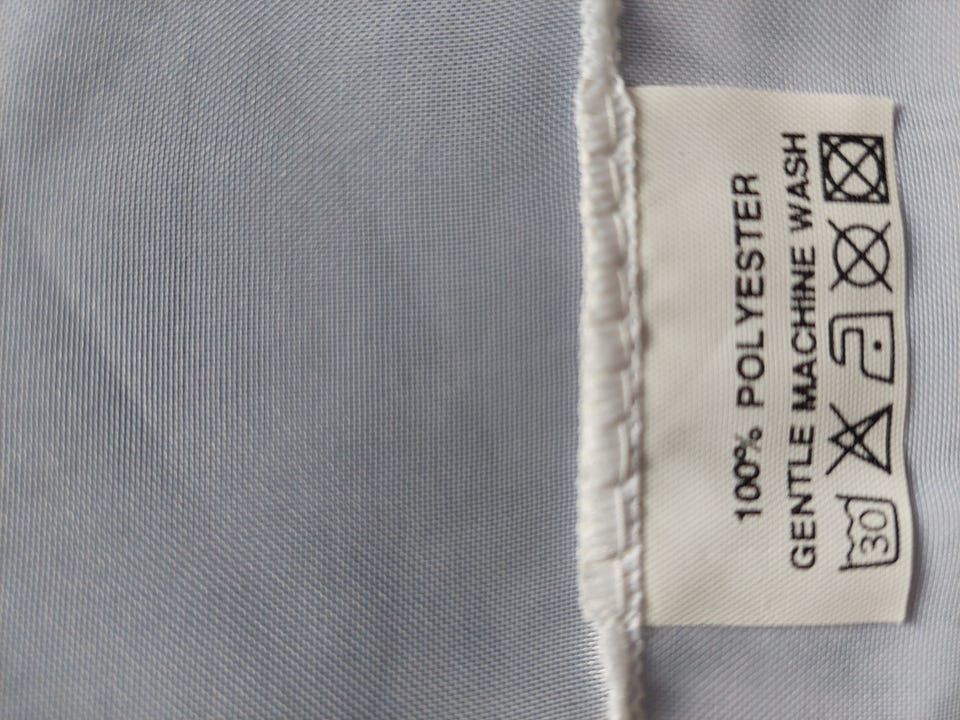 100% POLYESTER
GENTLE MACHINE WASH
30